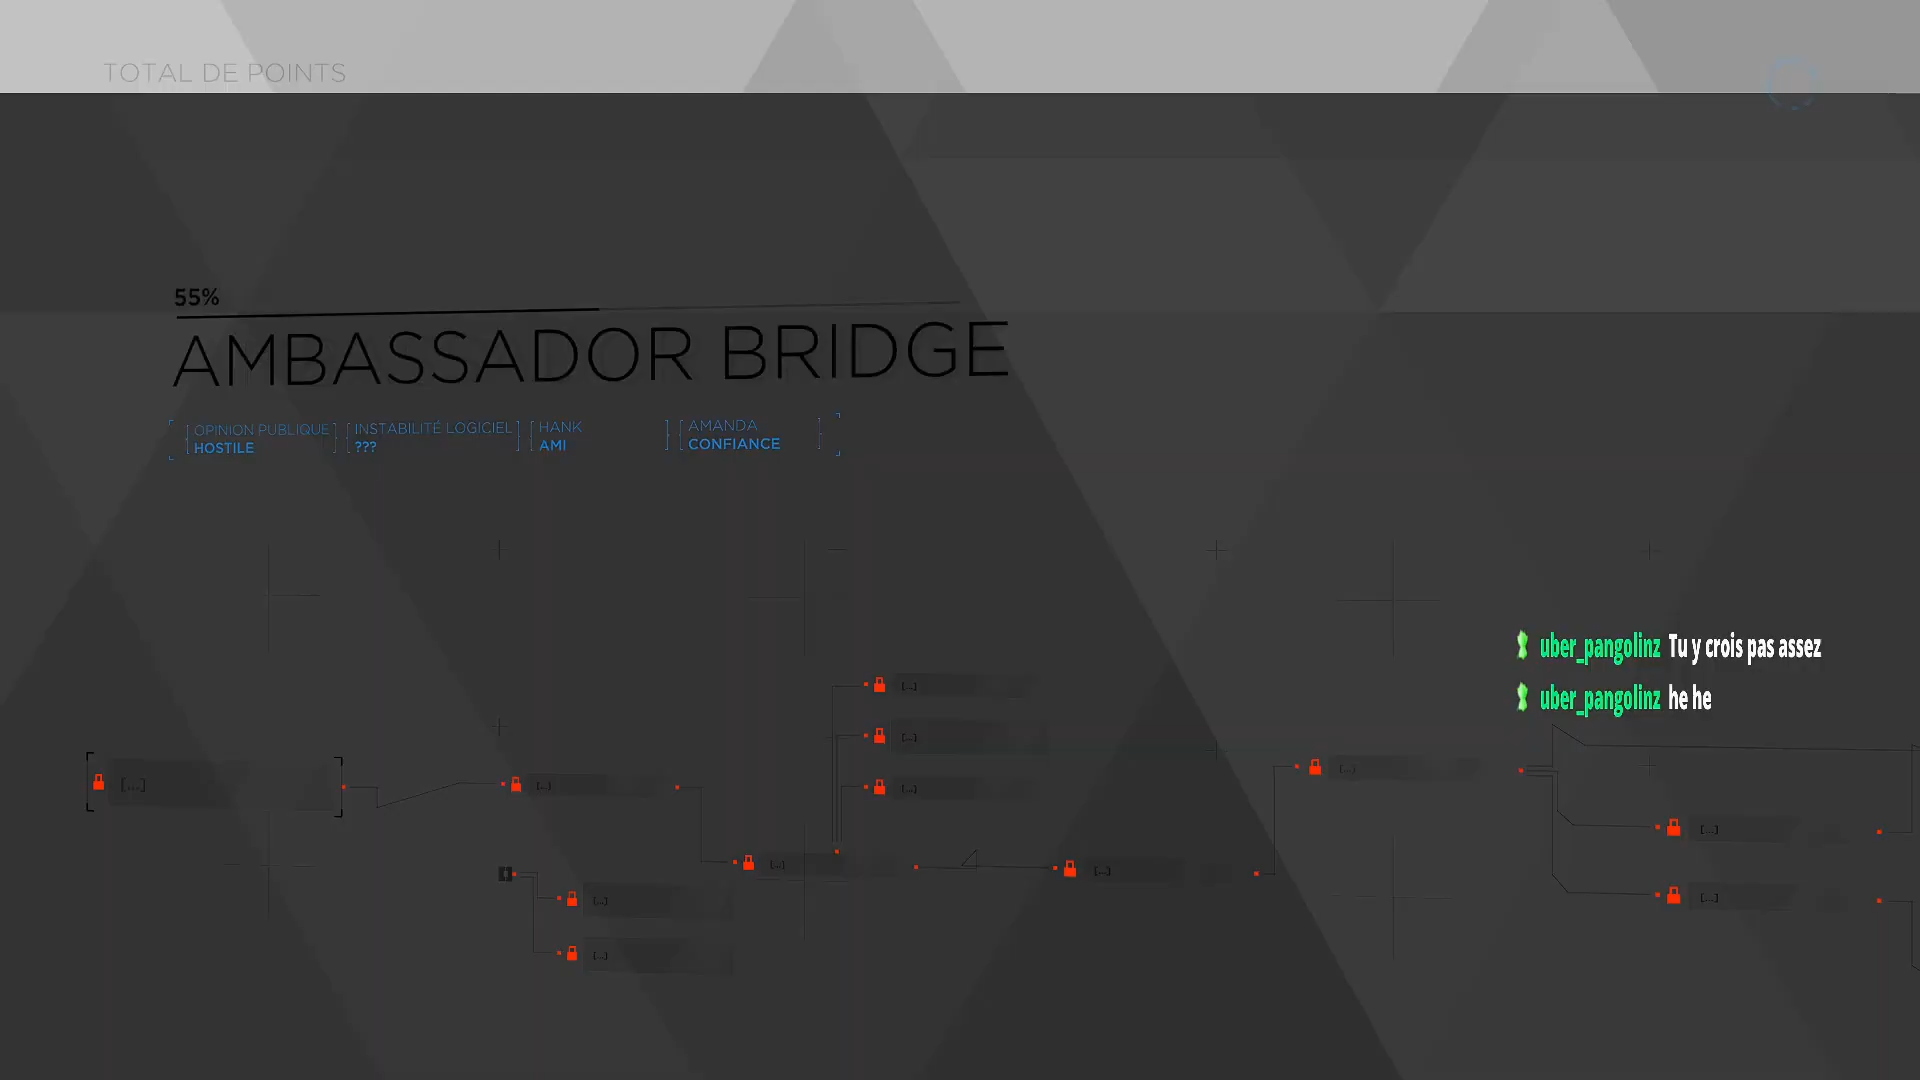 TOTAL DE POINTS
55%
AMBASSADOR BRIDGE
OPINION PUBLIQUE
HOSTILE
INSTABILITÉ LOGICIEL
???
HANK
AMI
AMANDA
CONFIANCE
uber_pangolinz Tu y crois pas assez
uber_pangolinz he he
[...]
[...]
[...]
[...]
[...]
[...]
[...]
[...]
[...]
[...]
[...]
[...]